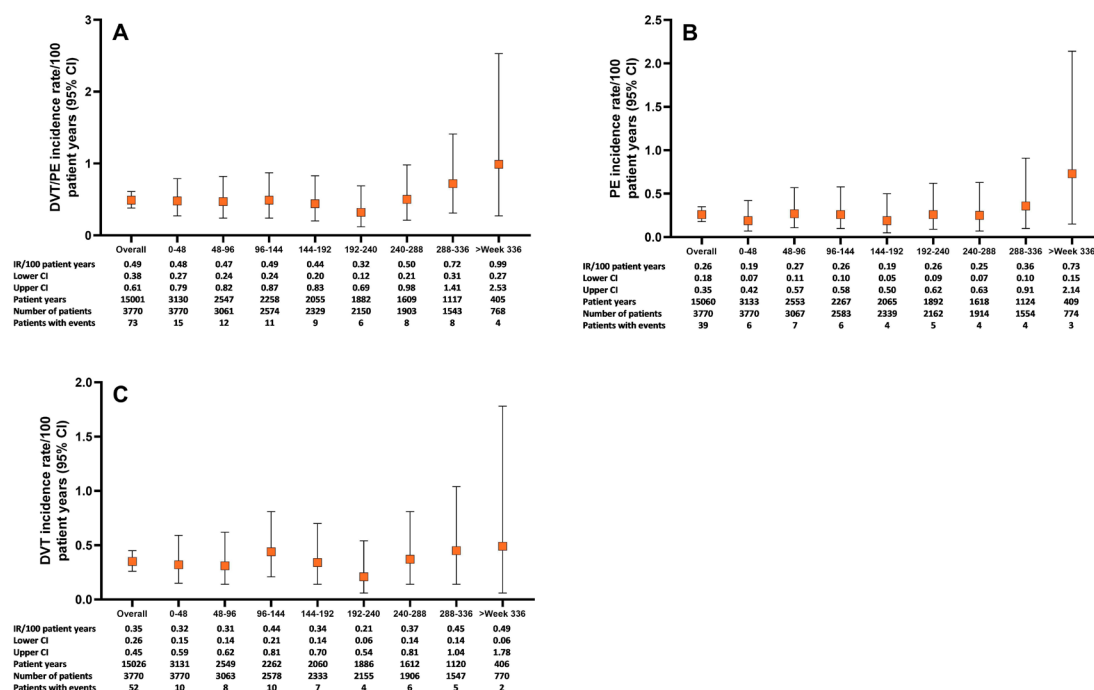 A
DVT/PE incidence rate/100
patient years (95% CI)
3
2
1
0
Overall 0-48 48-96 96-144 144-192 192-240 240-288 288-336 >Week 336
IR/100 patient years 0.49 0.48 0.47 0.49 0.44 0.32 0.50 0.72 0.99
Lower CI 0.38 0.27 0.24 0.24 0.20 0.12 0.21 0.31 0.27
Upper CI 0.61 0.79 0.82 0.87 0.83 0.69 0.98 1.41 2.53
Patient years 15001 3130 2547 2258 2055 1882 1609 1117 405
Number of patients 3770 3770 3061 2574 2329 2150 1903 1543 768
Patients with events 73 15 12 11 9 6 8 8 4
B
PE incidence rate/100
patient years (95% CI)
2.5
2.0
1.5
1.0
0.5
0.0
Overall 0-48 48-96 96-144 144-192 192-240 240-288 288-336 >Week 336
IR/100 patient years 0.26 0.19 0.27 0.26 0.19 0.26 0.25 0.36 0.73
Lower CI 0.18 0.07 0.11 0.10 0.05 0.09 0.07 0.10 0.15
Upper CI 0.35 0.42 0.57 0.58 0.50 0.62 0.63 0.91 2.14
Patient years 15060 3133 2553 2267 2065 1892 1618 1124 409
Number of patients 3770 3770 3067 2583 2339 2162 1914 1554 774
Patients with events 39 6 7 6 4 5 4 4 3
C
DVT incidence rate/100
patient years (95% CI)
2.0
1.5
1.0
0.5
0.0
Overall 0-48 48-96 96-144 144-192 192-240 240-288 288-336 >Week 336
IR/100 patient years 0.35 0.32 0.31 0.44 0.34 0.21 0.37 0.45 0.49
Lower CI 0.26 0.15 0.14 0.21 0.14 0.06 0.14 0.14 0.06
Upper CI 0.45 0.59 0.62 0.81 0.70 0.54 0.81 1.04 1.78
Patient years 15026 3131 2549 2262 2060 1886 1612 1120 406
Number of patients 3770 3770 3063 2578 2333 2155 1906 1547 770
Patients with events 52 10 8 10 7 4 6 5 2